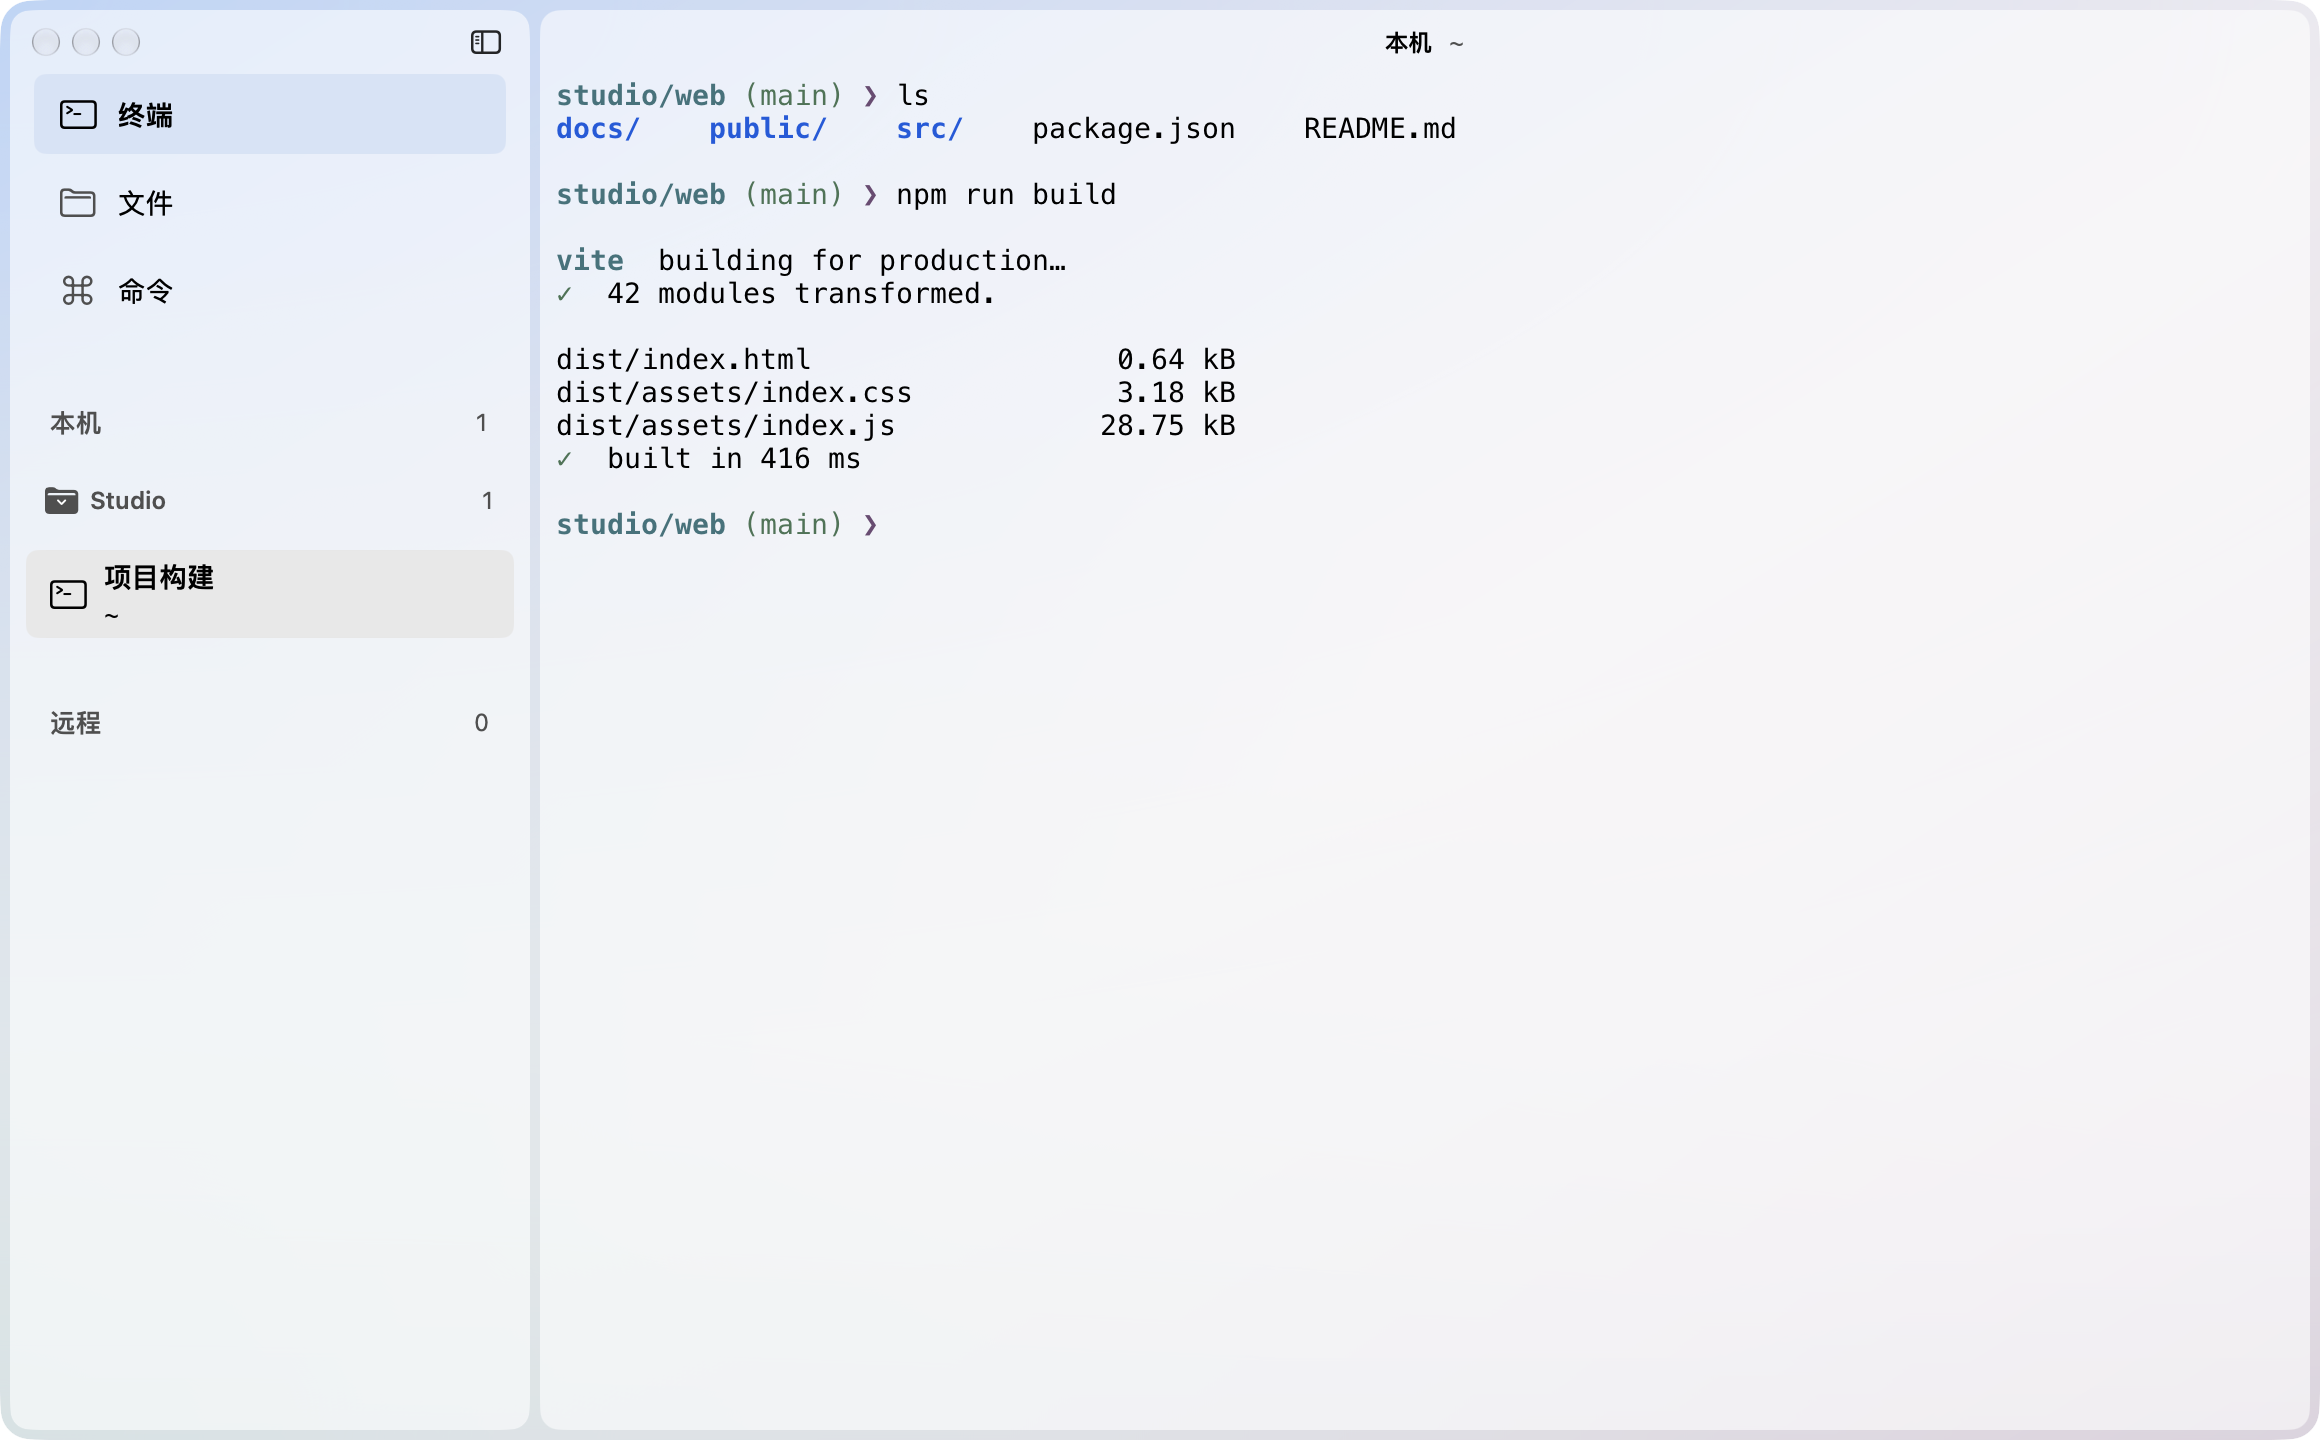 终端
文件
命令
本机 1
Studio 1
项目构建
~
远程 0
本机 ~
studio/web (main) ❯ ls
docs/    public/    src/    package.json    README.md
studio/web (main) ❯ npm run build
vite  building for production…
✓  42 modules transformed.
dist/index.html                  0.64 kB
dist/assets/index.css            3.18 kB
dist/assets/index.js            28.75 kB
✓  built in 416 ms
studio/web (main) ❯